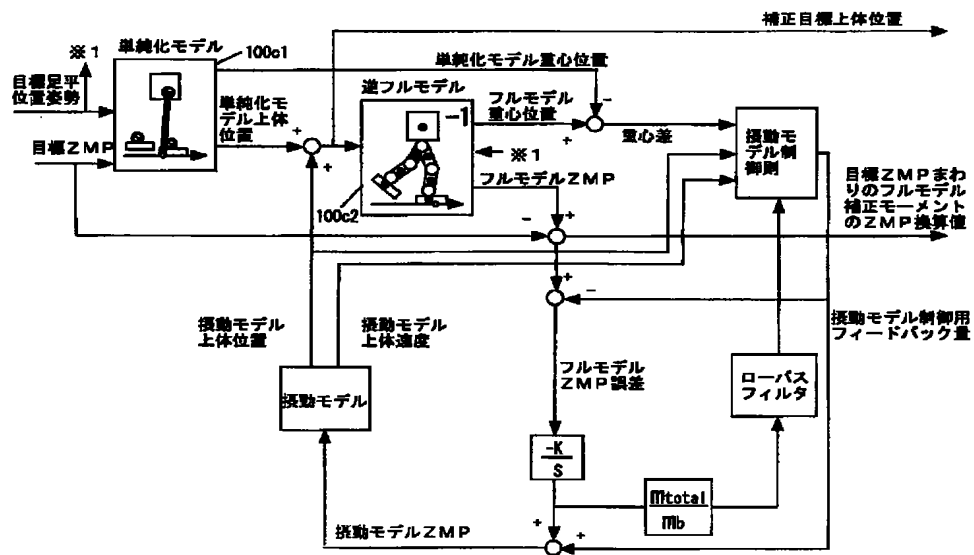 補正目標上体位置
※1
単純化モデル
100c1
単純化モデル重心位置
目標足平
位置姿勢
逆フルモデル
フルモデル
重心位置
単純化モ
デル上体
位置
-1
-
+
重心差
摂動モ
デル制
御則
目標ZMP
+
+
※1
フルモデルZMP
100c2
目標ZMPまわ
りのフルモデル
補正モーメント
のZMP換算値
-
+
+
-
摂動モデル
上体位置
摂動モデル
上体速度
摂動モデル制御用
フィードバック量
フルモデル
ZMP誤差
ローパス
フィルタ
摂動モデル
-K
S
mtotal
mb
摂動モデルZMP
+
+